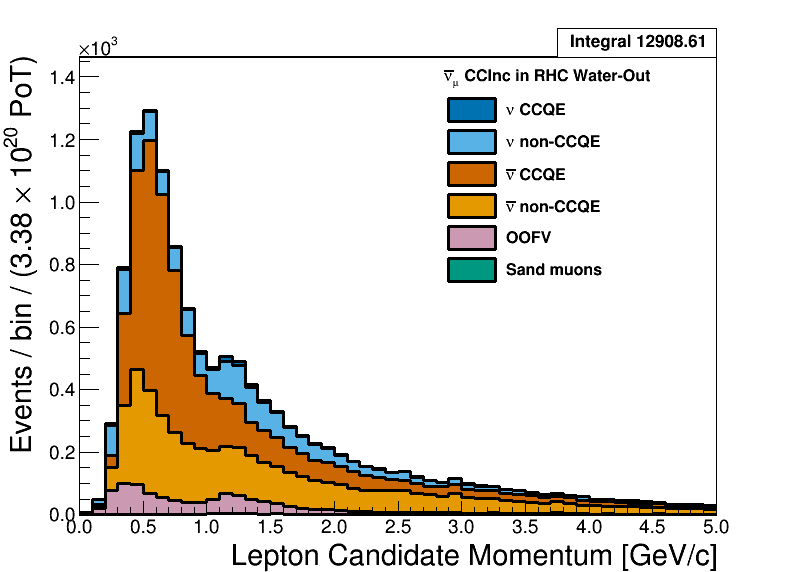 Integral 12908.61
×10³
ν̅μ CCInc in RHC Water-Out
ν CCQE
ν non-CCQE
ν̅ CCQE
ν̅ non-CCQE
OOFV
Sand muons
1.4
1.2
1.0
0.8
0.6
0.4
0.2
0.0
Events / bin / (3.38 × 10²⁰ PoT)
0.0 0.5 1.0 1.5 2.0 2.5 3.0 3.5 4.0 4.5 5.0
Lepton Candidate Momentum [GeV/c]